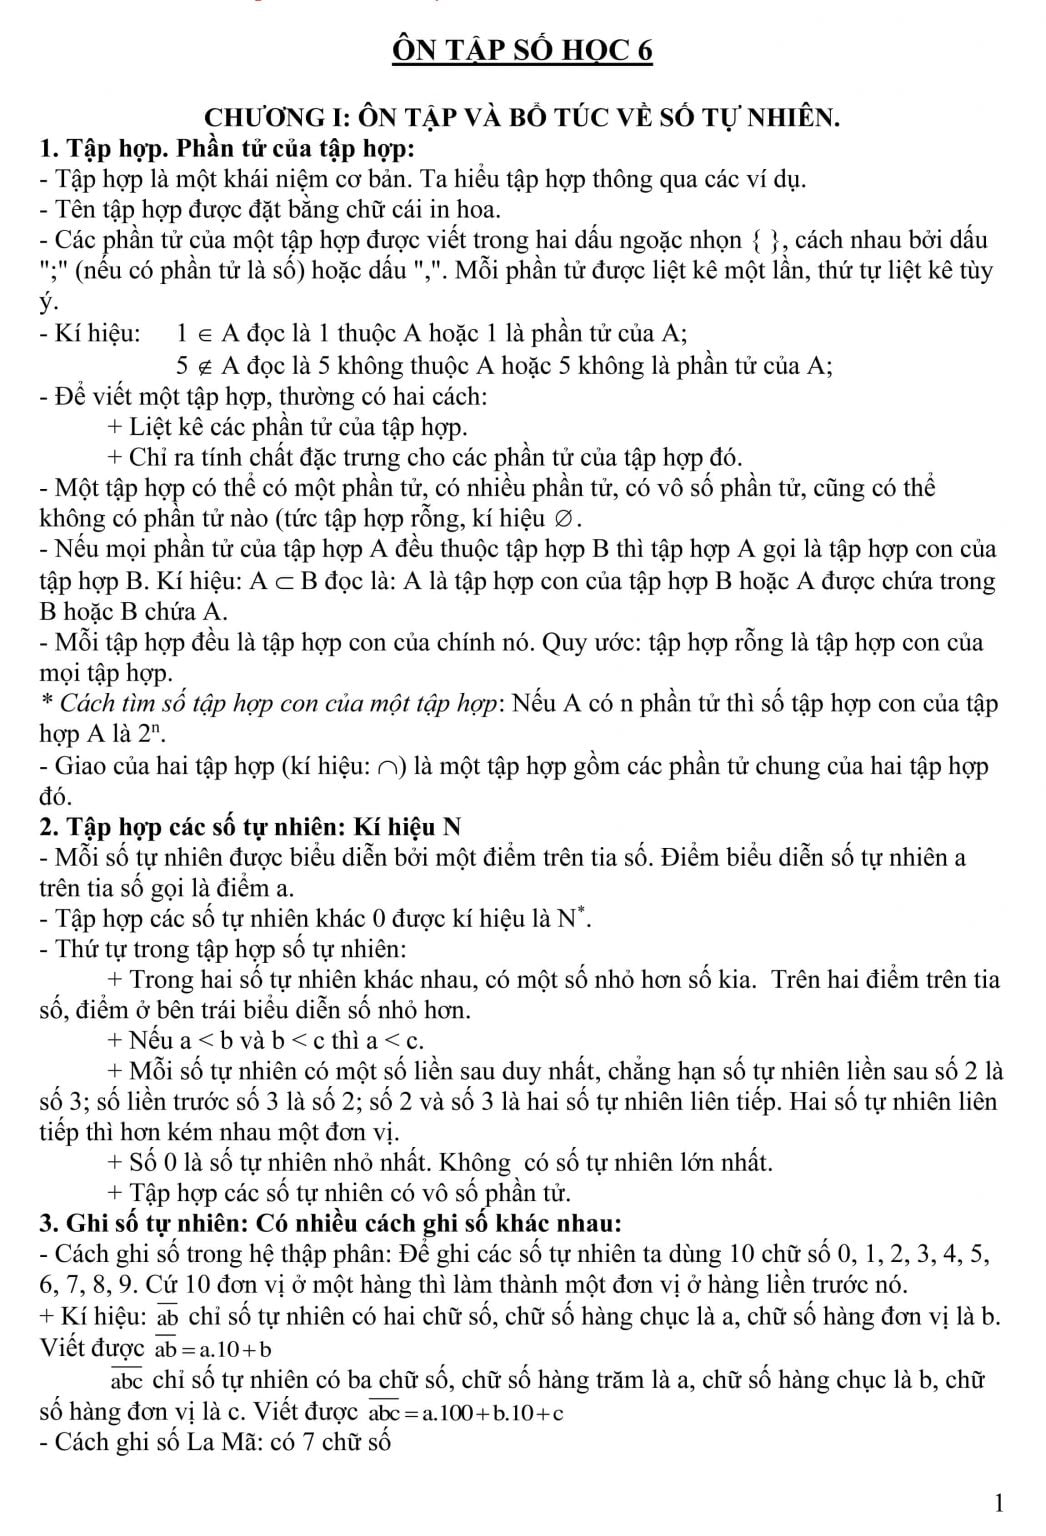 ÔN TẬP SỐ HỌC 6
CHƯƠNG I: ÔN TẬP VÀ BỔ TÚC VỀ SỐ TỰ NHIÊN.
1. Tập hợp. Phần tử của tập hợp:
- Tập hợp là một khái niệm cơ bản. Ta hiểu tập hợp thông qua các ví dụ.
- Tên tập hợp được đặt bằng chữ cái in hoa.
- Các phần tử của một tập hợp được viết trong hai dấu ngoặc nhọn { }, cách nhau bởi dấu
";" (nếu có phần tử là số) hoặc dấu ",". Mỗi phần tử được liệt kê một lần, thứ tự liệt kê tùy
ý.
- Kí hiệu: 1 ∈ A đọc là 1 thuộc A hoặc 1 là phần tử của A;
5 ∉ A đọc là 5 không thuộc A hoặc 5 không là phần tử của A;
- Để viết một tập hợp, thường có hai cách:
+ Liệt kê các phần tử của tập hợp.
+ Chỉ ra tính chất đặc trưng cho các phần tử của tập hợp đó.
- Một tập hợp có thể có một phần tử, có nhiều phần tử, có vô số phần tử, cũng có thể
không có phần tử nào (tức tập hợp rỗng, kí hiệu ∅.
- Nếu mọi phần tử của tập hợp A đều thuộc tập hợp B thì tập hợp A gọi là tập hợp con của
tập hợp B. Kí hiệu: A ⊂ B đọc là: A là tập hợp con của tập hợp B hoặc A được chứa trong
B hoặc B chứa A.
- Mỗi tập hợp đều là tập hợp con của chính nó. Quy ước: tập hợp rỗng là tập hợp con của
mọi tập hợp.
* Cách tìm số tập hợp con của một tập hợp: Nếu A có n phần tử thì số tập hợp con của tập
hợp A là 2ⁿ.
- Giao của hai tập hợp (kí hiệu: ∩) là một tập hợp gồm các phần tử chung của hai tập hợp
đó.
2. Tập hợp các số tự nhiên: Kí hiệu N
- Mỗi số tự nhiên được biểu diễn bởi một điểm trên tia số. Điểm biểu diễn số tự nhiên a
trên tia số gọi là điểm a.
- Tập hợp các số tự nhiên khác 0 được kí hiệu là N*.
- Thứ tự trong tập hợp số tự nhiên:
+ Trong hai số tự nhiên khác nhau, có một số nhỏ hơn số kia. Trên hai điểm trên tia
số, điểm ở bên trái biểu diễn số nhỏ hơn.
+ Nếu a < b và b < c thì a < c.
+ Mỗi số tự nhiên có một số liền sau duy nhất, chẳng hạn số tự nhiên liền sau số 2 là
số 3; số liền trước số 3 là số 2; số 2 và số 3 là hai số tự nhiên liên tiếp. Hai số tự nhiên liên
tiếp thì hơn kém nhau một đơn vị.
+ Số 0 là số tự nhiên nhỏ nhất. Không có số tự nhiên lớn nhất.
+ Tập hợp các số tự nhiên có vô số phần tử.
3. Ghi số tự nhiên: Có nhiều cách ghi số khác nhau:
- Cách ghi số trong hệ thập phân: Để ghi các số tự nhiên ta dùng 10 chữ số 0, 1, 2, 3, 4, 5,
6, 7, 8, 9. Cứ 10 đơn vị ở một hàng thì làm thành một đơn vị ở hàng liền trước nó.
+ Kí hiệu: a̅b̅ chỉ số tự nhiên có hai chữ số, chữ số hàng chục là a, chữ số hàng đơn vị là b.
Viết được a̅b̅ = a.10+b
a̅b̅c̅ chỉ số tự nhiên có ba chữ số, chữ số hàng trăm là a, chữ số hàng chục là b, chữ
số hàng đơn vị là c. Viết được a̅b̅c̅ = a.100+b.10+c
- Cách ghi số La Mã: có 7 chữ số
1